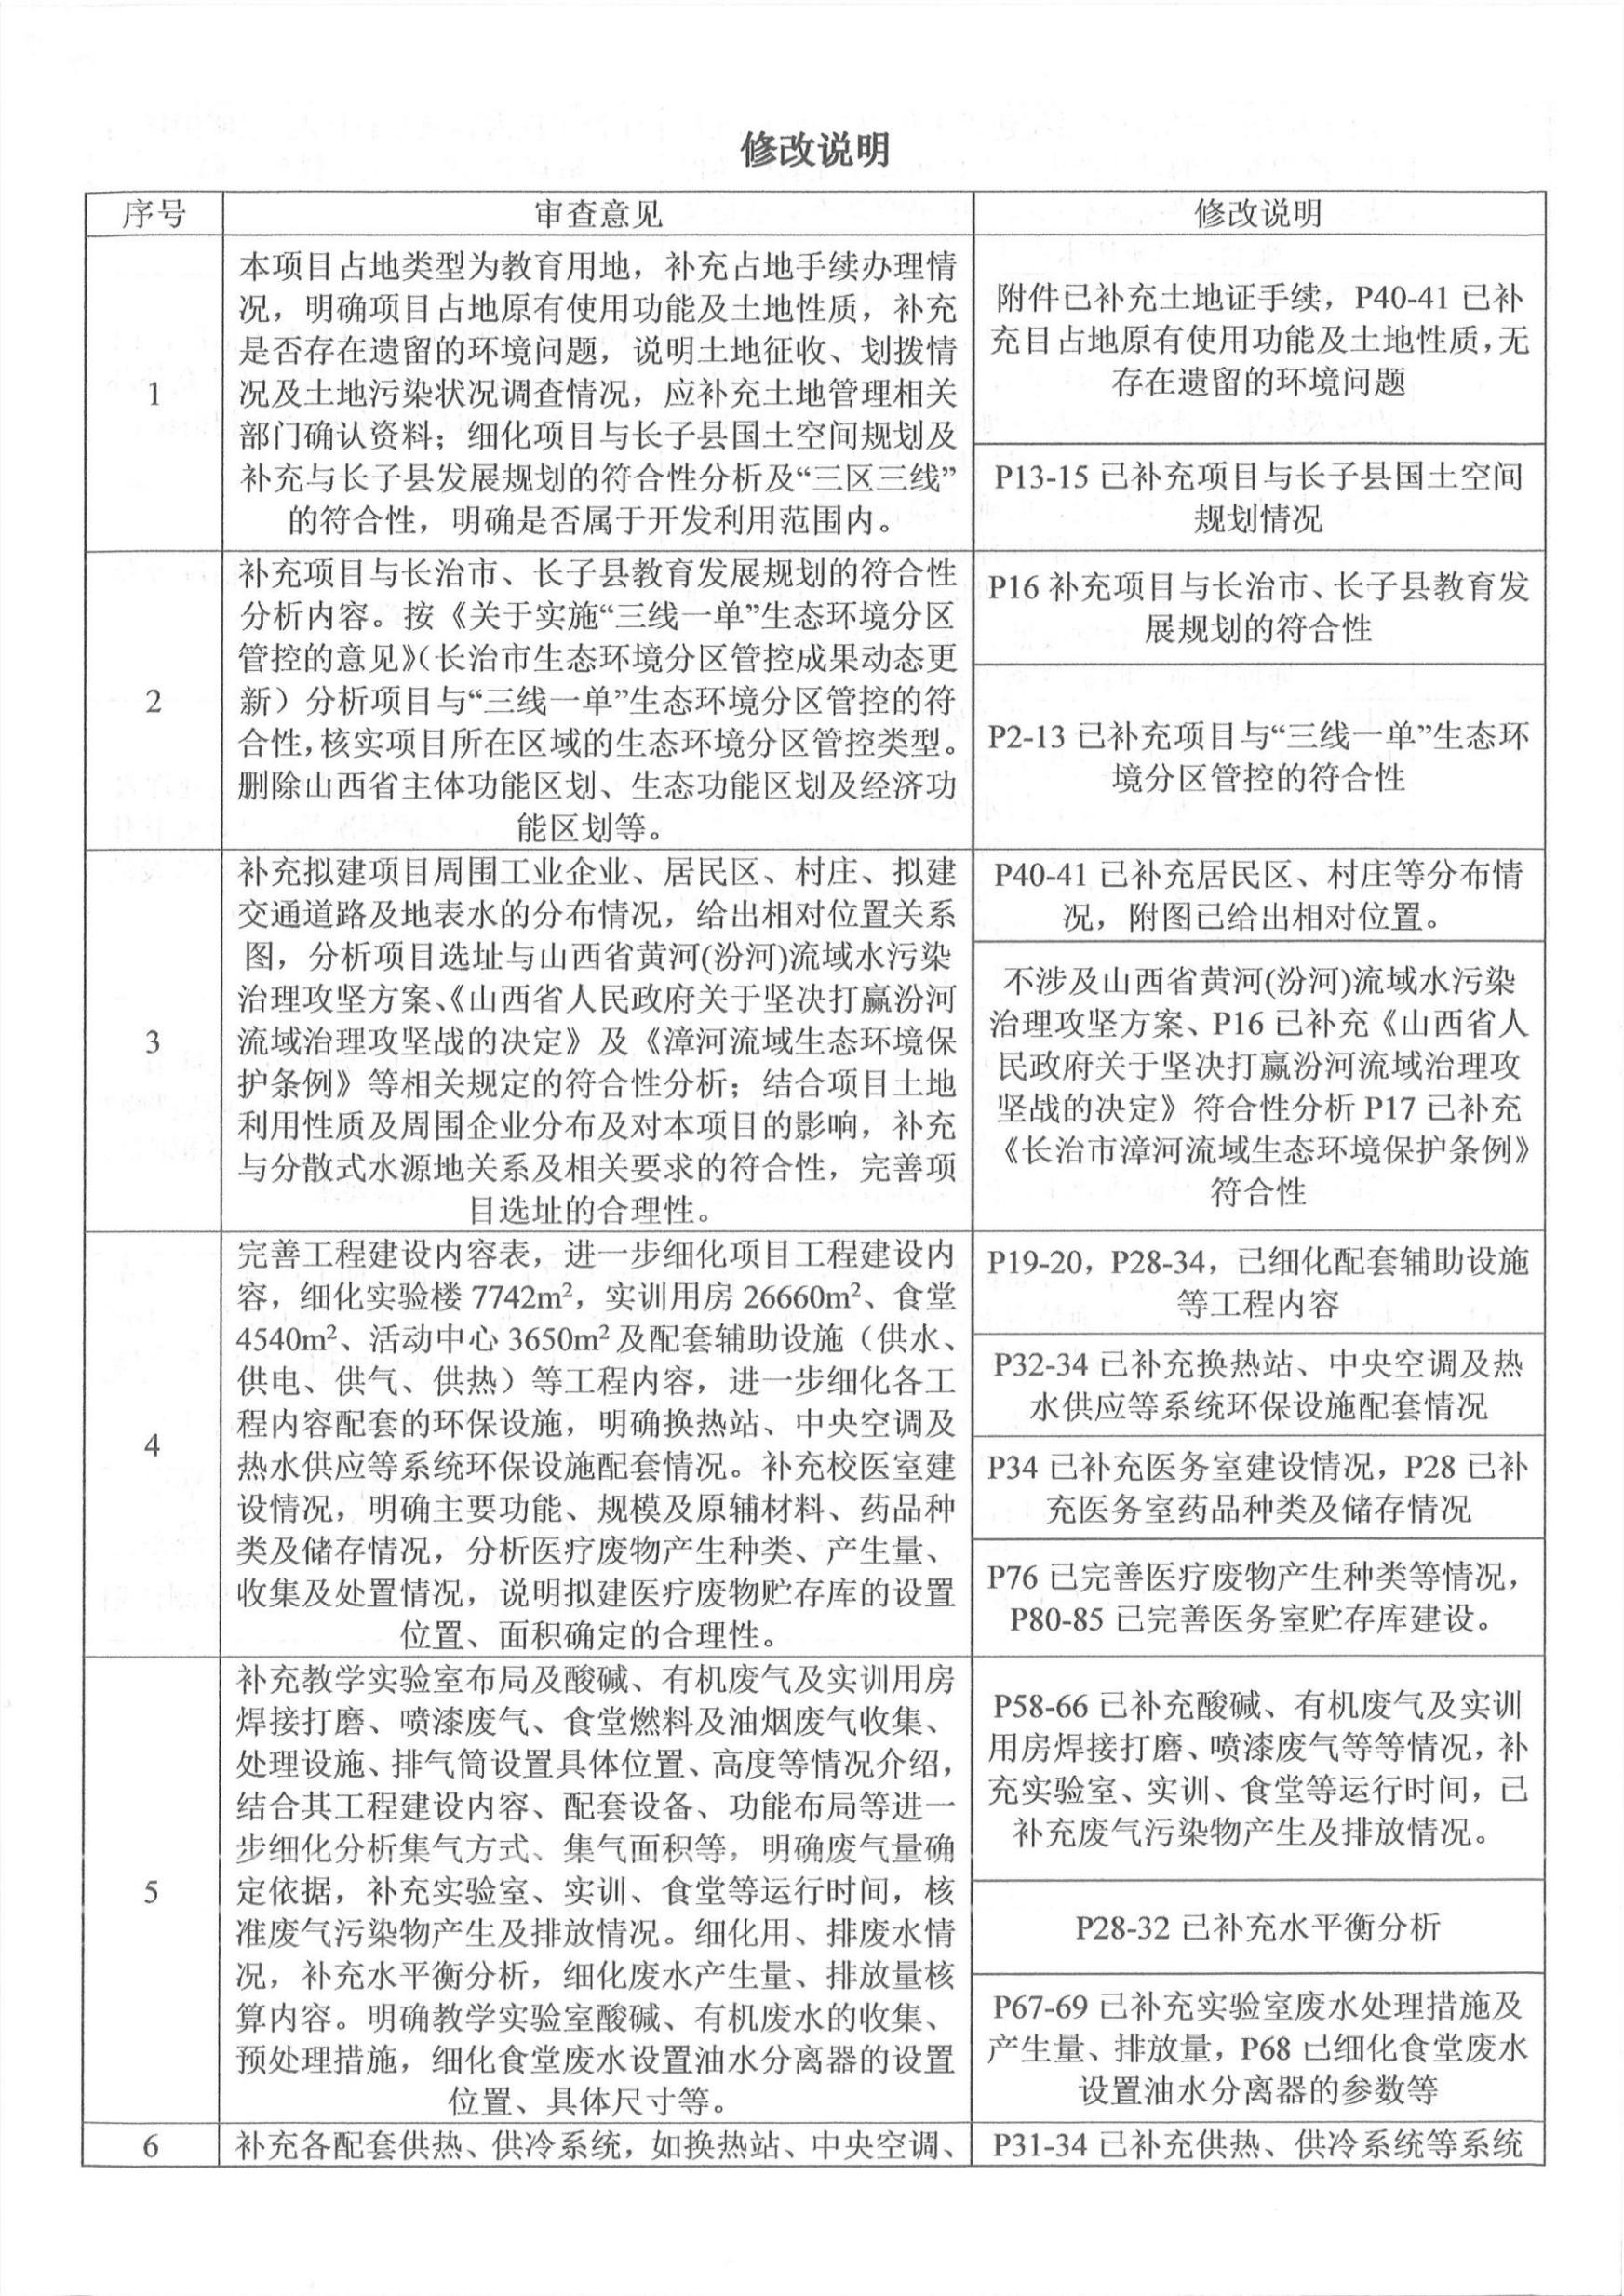 修改说明
序号
审查意见
修改说明
1
本项目占地类型为教育用地，补充占地手续办理情
况，明确项目占地原有使用功能及土地性质，补充
是否存在遗留的环境问题，说明土地征收、划拨情
况及土地污染状况调查情况，应补充土地管理相关
部门确认资料；细化项目与长子县国土空间规划及
补充与长子县发展规划的符合性分析及“三区三线”
的符合性，明确是否属于开发利用范围内。
附件已补充土地证手续，P40-41 已补
充目占地原有使用功能及土地性质，无
存在遗留的环境问题
P13-15 已补充项目与长子县国土空间
规划情况
2
补充项目与长治市、长子县教育发展规划的符合性
分析内容。按《关于实施“三线一单”生态环境分区
管控的意见》（长治市生态环境分区管控成果动态更
新）分析项目与“三线一单”生态环境分区管控的符
合性，核实项目所在区域的生态环境分区管控类型。
删除山西省主体功能区划、生态功能区划及经济功
能区划等。
P16 补充项目与长治市、长子县教育发
展规划的符合性
P2-13 已补充项目与“三线一单”生态环
境分区管控的符合性
3
补充拟建项目周围工业企业、居民区、村庄、拟建
交通道路及地表水的分布情况，给出相对位置关系
图，分析项目选址与山西省黄河(汾河)流域水污染
治理攻坚方案、《山西省人民政府关于坚决打赢汾河
流域治理攻坚战的决定》及《漳河流域生态环境保
护条例》等相关规定的符合性分析；结合项目土地
利用性质及周围企业分布及对本项目的影响，补充
与分散式水源地关系及相关要求的符合性，完善项
目选址的合理性。
P40-41 已补充居民区、村庄等分布情
况，附图已给出相对位置。
不涉及山西省黄河(汾河)流域水污染
治理攻坚方案、P16 已补充《山西省人
民政府关于坚决打赢汾河流域治理攻
坚战的决定》符合性分析 P17 已补充
《长治市漳河流域生态环境保护条例》
符合性
4
完善工程建设内容表，进一步细化项目工程建设内
容，细化实验楼 7742m²，实训用房 26660m²、食堂
4540m²、活动中心 3650m² 及配套辅助设施（供水、
供电、供气、供热）等工程内容，进一步细化各工
程内容配套的环保设施，明确换热站、中央空调及
热水供应等系统环保设施配套情况。补充校医室建
设情况，明确主要功能、规模及原辅材料、药品种
类及储存情况，分析医疗废物产生种类、产生量、
收集及处置情况，说明拟建医疗废物贮存库的设置
位置、面积确定的合理性。
P19-20，P28-34，已细化配套辅助设施
等工程内容
P32-34 已补充换热站、中央空调及热
水供应等系统环保设施配套情况
P34 已补充医务室建设情况，P28 已补
充医务室药品种类及储存情况
P76 已完善医疗废物产生种类等情况，
P80-85 已完善医务室贮存库建设。
5
补充教学实验室布局及酸碱、有机废气及实训用房
焊接打磨、喷漆废气、食堂燃料及油烟废气收集、
处理设施、排气筒设置具体位置、高度等情况介绍，
结合其工程建设内容、配套设备、功能布局等进一
步细化分析集气方式、集气面积等，明确废气量确
定依据，补充实验室、实训、食堂等运行时间，核
准废气污染物产生及排放情况。细化用、排废水情
况，补充水平衡分析，细化废水产生量、排放量核
算内容。明确教学实验室酸碱、有机废水的收集、
预处理措施，细化食堂废水设置油水分离器的设置
位置、具体尺寸等。
P58-66 已补充酸碱、有机废气及实训
用房焊接打磨、喷漆废气等等情况，补
充实验室、实训、食堂等运行时间，已
补充废气污染物产生及排放情况。
P28-32 已补充水平衡分析
P67-69 已补充实验室废水处理措施及
产生量、排放量，P68 已细化食堂废水
设置油水分离器的参数等
6
补充各配套供热、供冷系统，如换热站、中央空调、
P31-34 已补充供热、供冷系统等系统